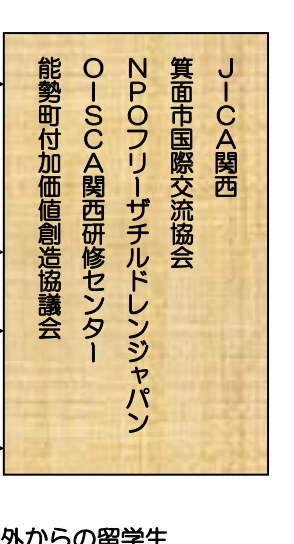 JICA関西
箕面市国際交流協会
NPOフリーザチルドレンジャパン
OISCA関西研修センター
能勢町付加価値創造協議会
外からの留学生